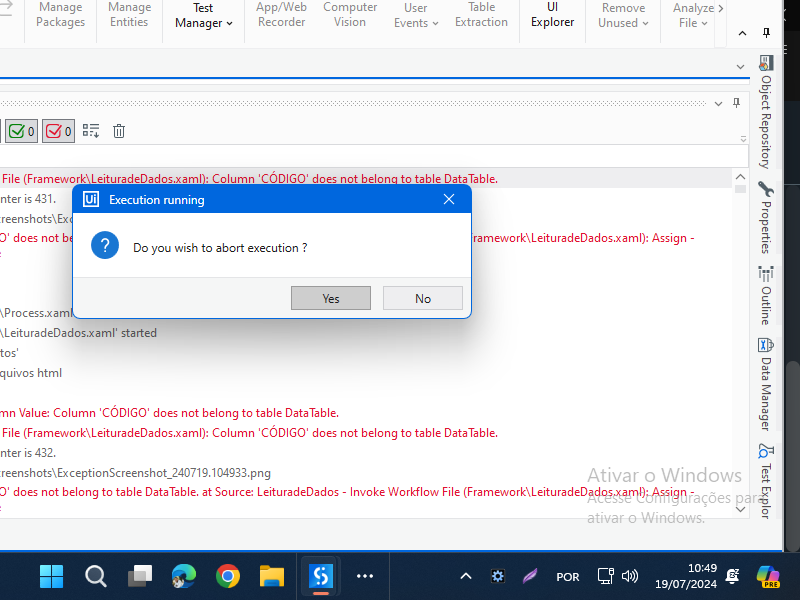 Manage Manage Test App/Web Computer User Table UI Remove Analyze
Packages Entities Manager Recorder Vision Events Extraction Explorer Unused File
0 0
File (Framework\LeituradeDados.xaml): Column 'CÓDIGO' does not belong to table DataTable.
nter is 431.
reenshots\Exc
O' does not be
ramework\LeituradeDados.xaml): Assign -
Ui Execution running
Do you wish to abort execution ?
Yes No
\Process.xaml
\LeituradeDados.xaml' started
tos'
quivos html
mn Value: Column 'CÓDIGO' does not belong to table DataTable.
File (Framework\LeituradeDados.xaml): Column 'CÓDIGO' does not belong to table DataTable.
nter is 432.
reenshots\ExceptionScreenshot_240719.104933.png
O' does not belong to table DataTable. at Source: LeituradeDados - Invoke Workflow File (Framework\LeituradeDados.xaml): Assign -
Object Repository
Properties
Outline
Data Manager
Test Explor
Ativar o Windows
Acesse Configurações para
ativar o Windows.
POR
10:49
19/07/2024
PRE